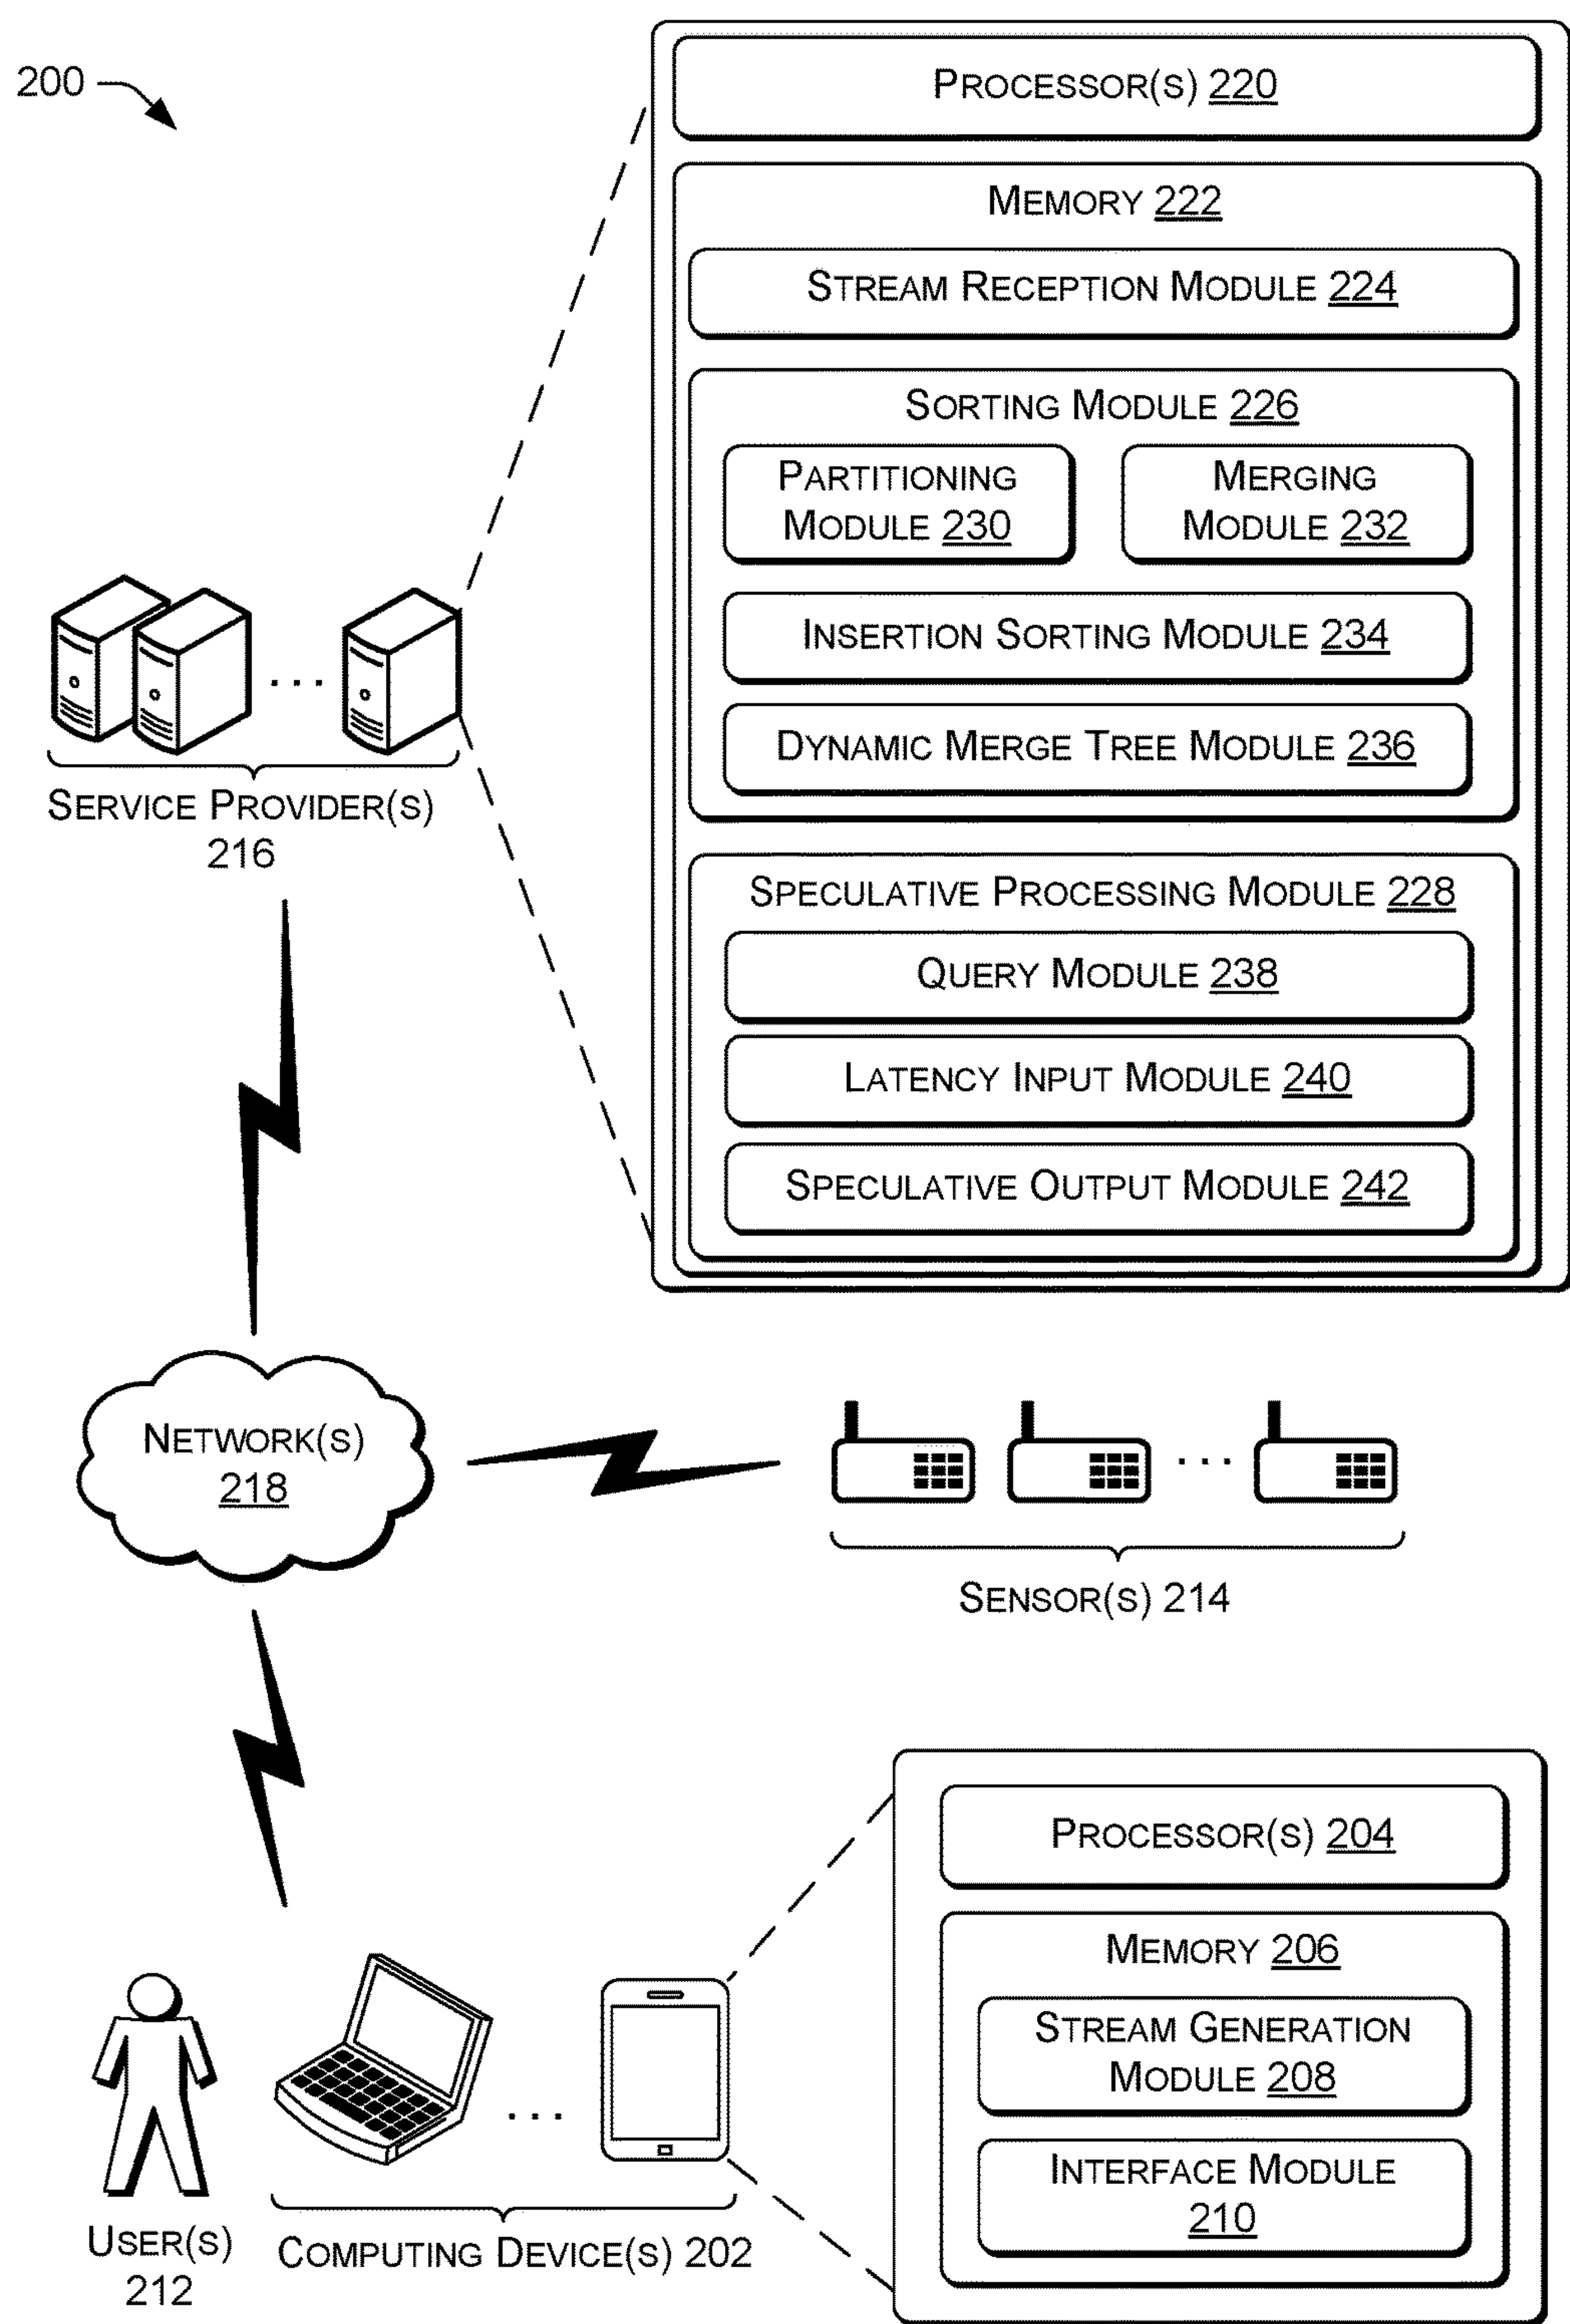 200
PROCESSOR(S) 220
MEMORY 222
STREAM RECEPTION MODULE 224
SORTING MODULE 226
PARTITIONING
MODULE 230
MERGING
MODULE 232
INSERTION SORTING MODULE 234
DYNAMIC MERGE TREE MODULE 236
SERVICE PROVIDER(S)
216
SPECULATIVE PROCESSING MODULE 228
QUERY MODULE 238
LATENCY INPUT MODULE 240
SPECULATIVE OUTPUT MODULE 242
NETWORK(S)
218
SENSOR(S) 214
PROCESSOR(S) 204
MEMORY 206
STREAM GENERATION
MODULE 208
INTERFACE MODULE
210
USER(S)
212
COMPUTING DEVICE(S) 202